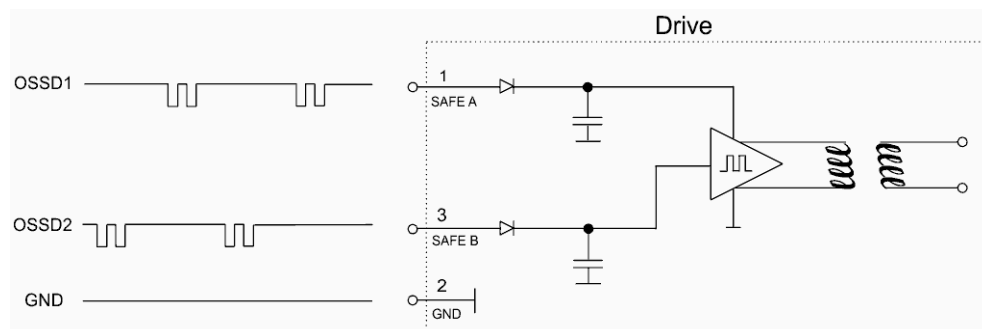 Drive
OSSD1
1
SAFE A
OSSD2
3
SAFE B
GND
2
GND